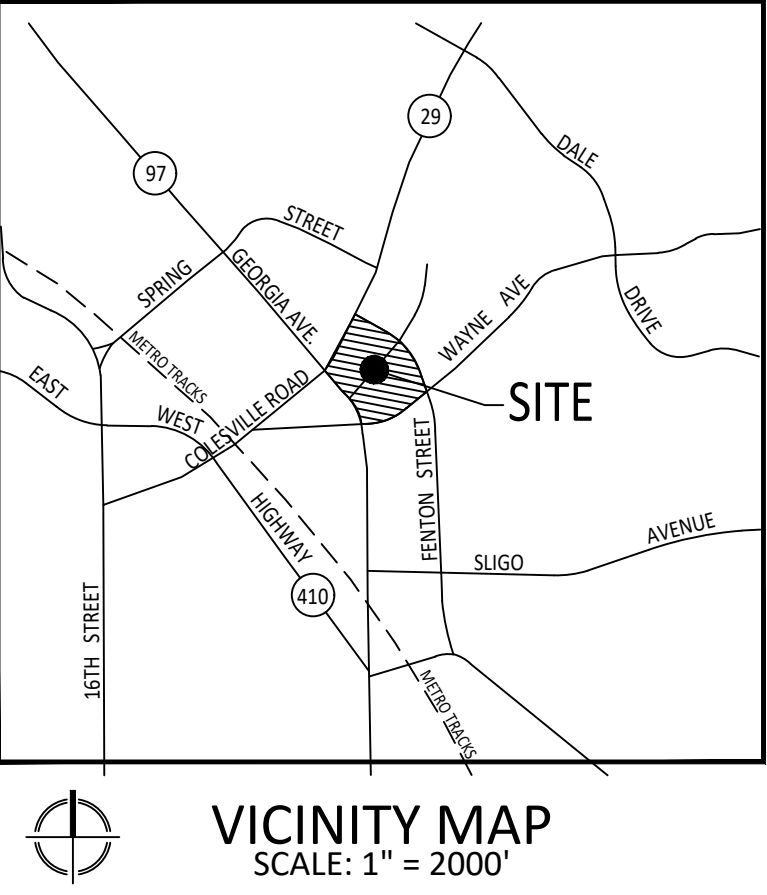 29
97
DALE
STREET
SPRING
GEORGIA AVE.
WAYNE AVE
DRIVE
METRO TRACKS
EAST
WEST
COLESVILLE ROAD
SITE
FENTON STREET
HIGHWAY
AVENUE
SLIGO
410
16TH STREET
METRO TRACKS
VICINITY MAP
SCALE: 1" = 2000'